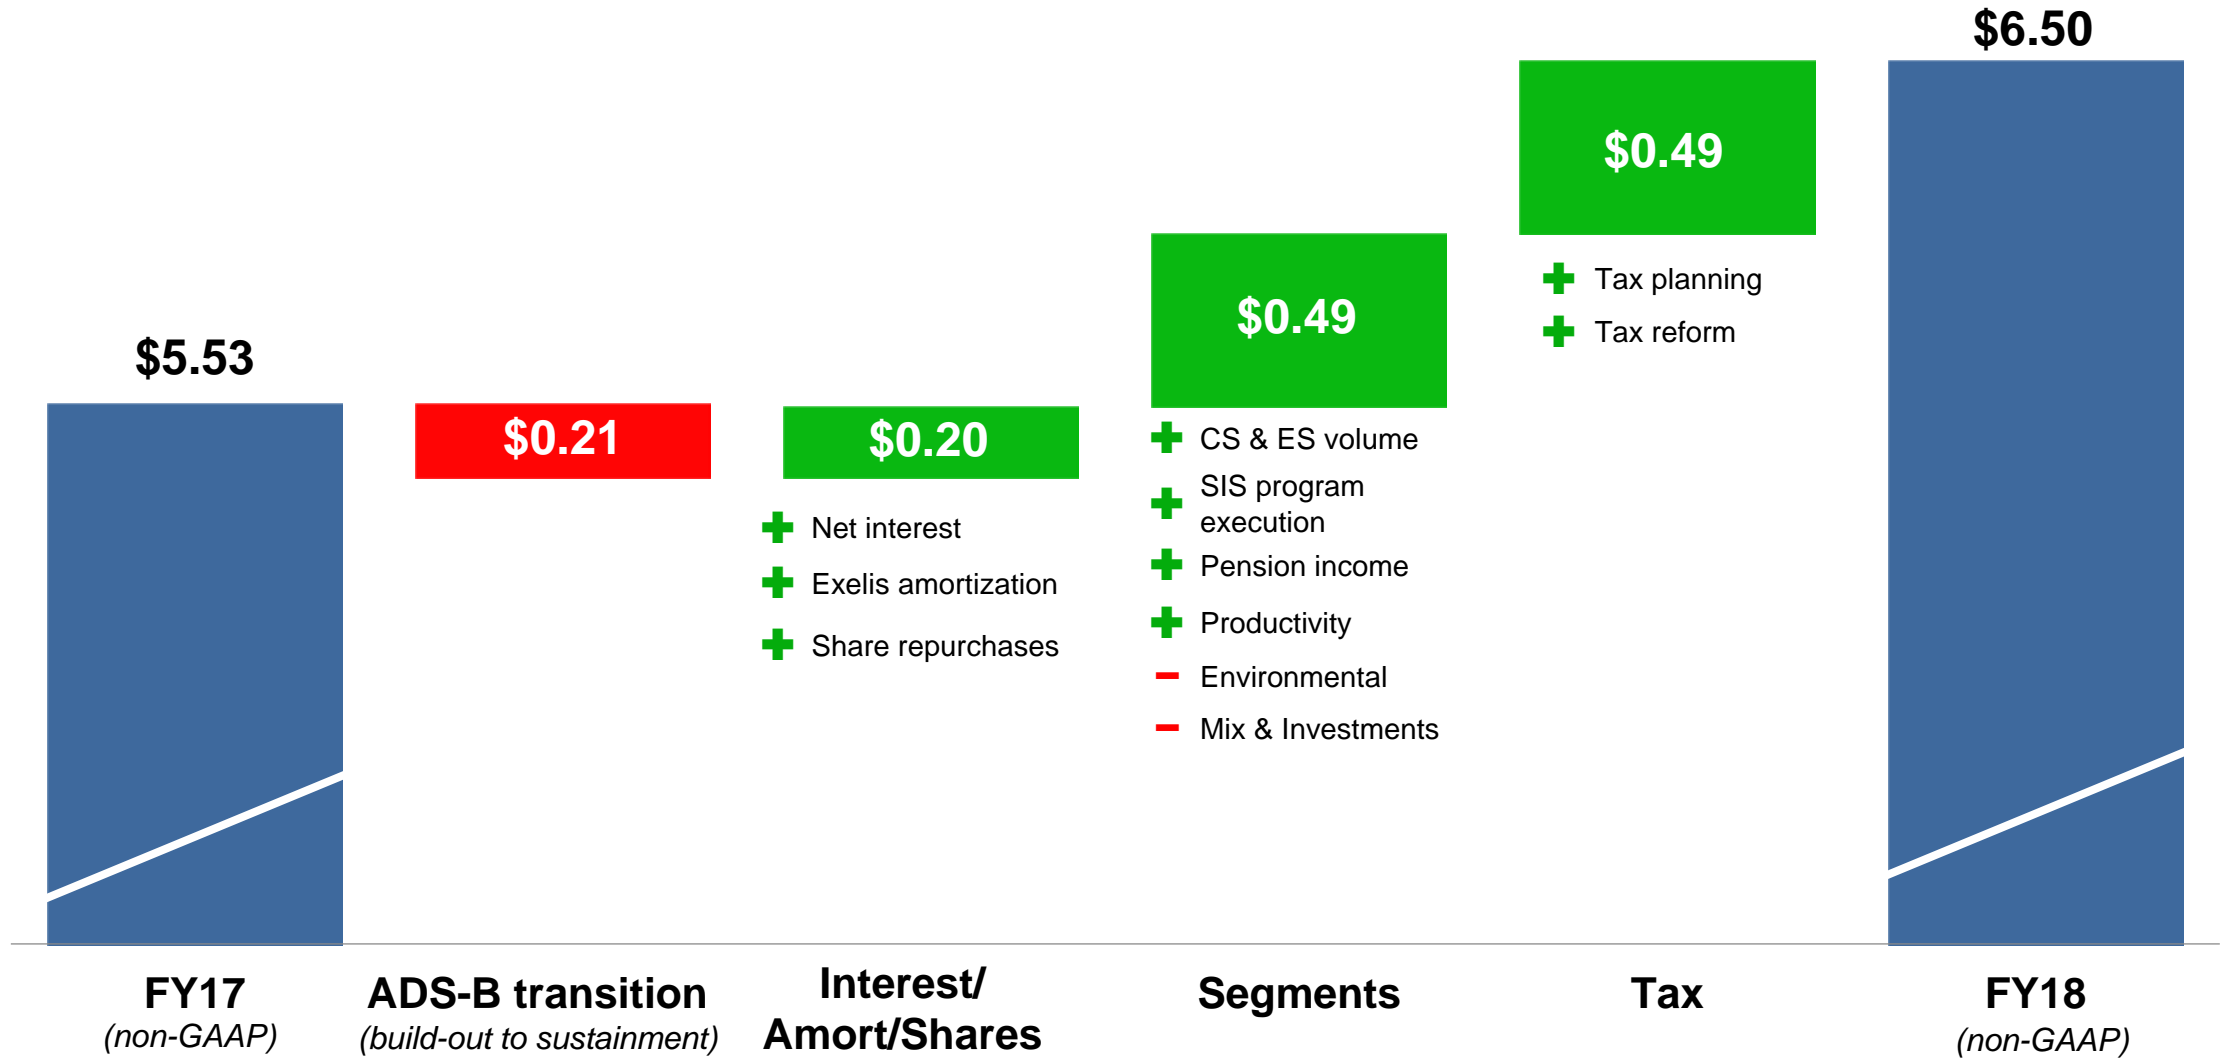 $5.53
$0.21
$0.20
Net interest
Exelis amortization
Share repurchases
$0.49
CS & ES volume
SIS program
execution
Pension income
Productivity
Environmental
Mix & Investments
$0.49
Tax planning
Tax reform
$6.50
FY17
(non-GAAP)
ADS-B transition
(build-out to sustainment)
Interest/
Amort/Shares
Segments
Tax
FY18
(non-GAAP)